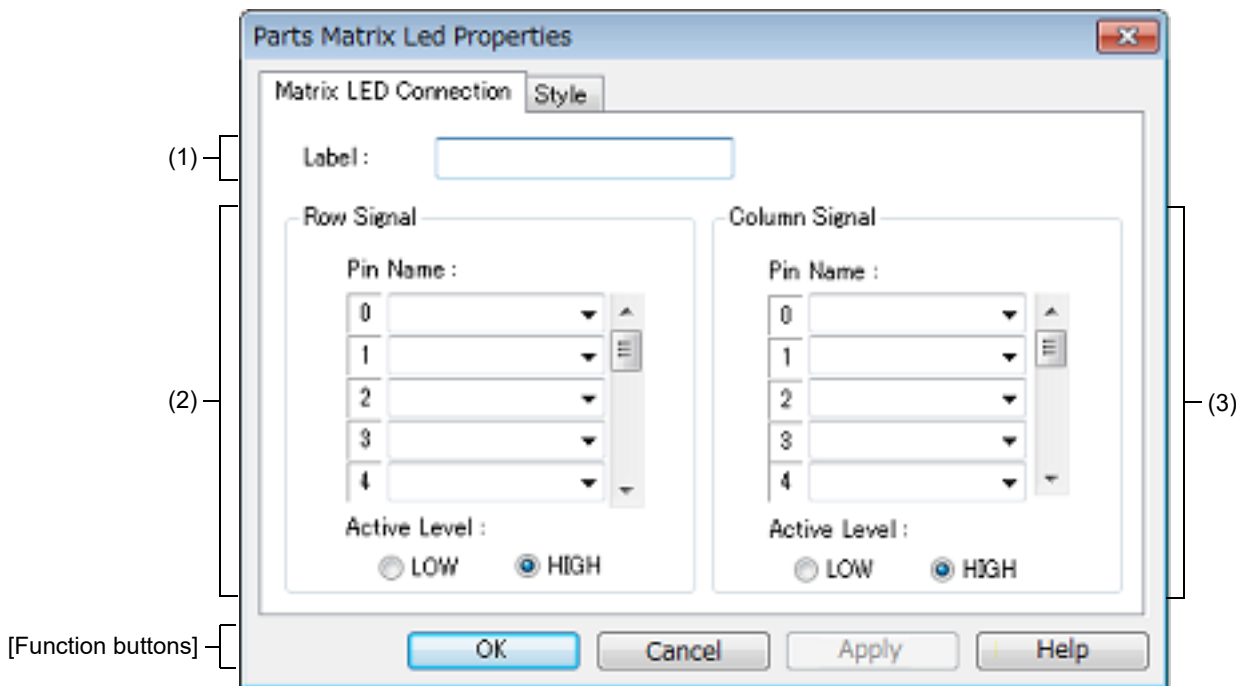 Parts Matrix Led Properties
Matrix LED Connection Style
(1) Label :
(2) (3)
Row Signal
Pin Name :
0
1
2
3
4
Active Level :
LOW HIGH
Column Signal
Pin Name :
0
1
2
3
4
Active Level :
LOW HIGH
[Function buttons] OK Cancel Apply Help